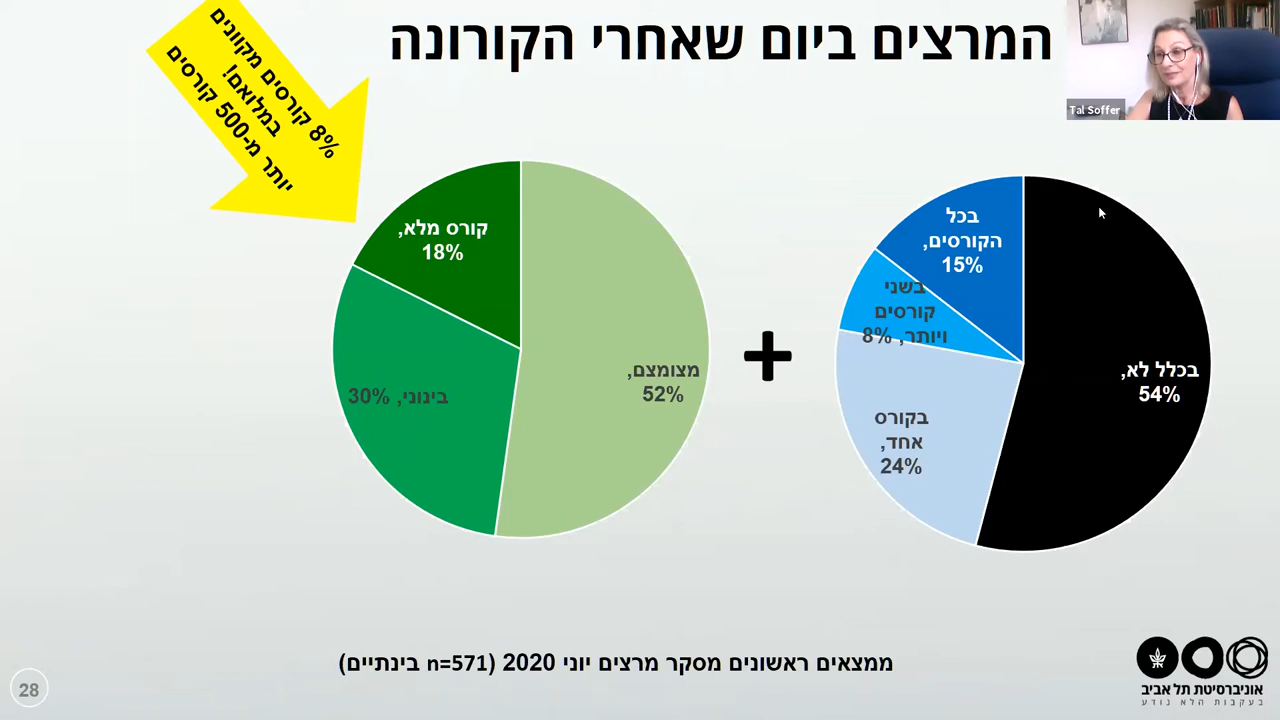 המרצים ביום שאחרי הקורונה
Tal Soffer
8% קורסים מקוונים
במלואם!
יותר מ-500 קורסים
בכל
הקורסים,
15%
בשני
קורסים
ויותר, 8%
בקורס
אחד,
24%
בכלל לא,
54%
+
קורס מלא,
18%
בינוני, 30%
מצומצם,
52%
ממצאים ראשונים מסקר מרצים יוני 2020 (n=571 בינתיים)
אוניברסיטת תל אביב
בעקבות הלא נודע
28